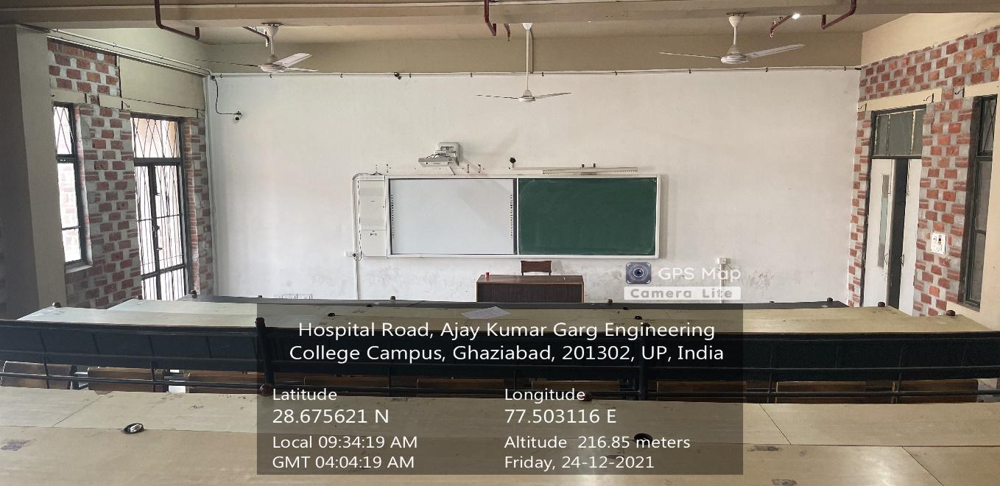 GPS Map
Camera Lite
Hospital Road, Ajay Kumar Garg Engineering
College Campus, Ghaziabad, 201302, UP, India
Latitude
28.675621 N
Longitude
77.503116 E
Local 09:34:19 AM
GMT 04:04:19 AM
Altitude 216.85 meters
Friday, 24-12-2021